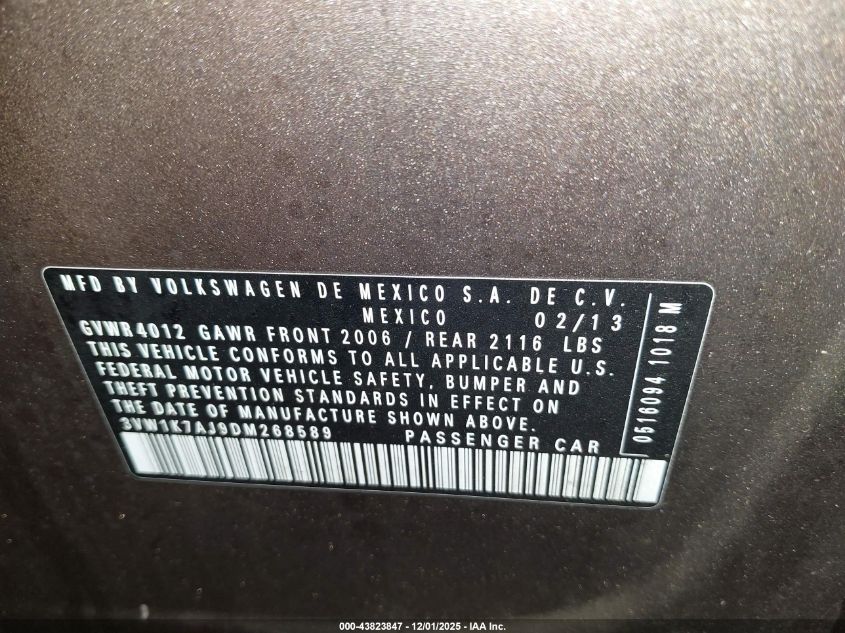 MFD BY VOLKSWAGEN DE MEXICO S.A. DE C.V.
MEXICO 02/13
GVWR4012 GAWR FRONT 2006 / REAR 2116 LBS
THIS VEHICLE CONFORMS TO ALL APPLICABLE U.S.
FEDERAL MOTOR VEHICLE SAFETY, BUMPER AND
THEFT PREVENTION STANDARDS IN EFFECT ON
THE DATE OF MANUFACTURE SHOWN ABOVE.
3VW1K7AJ9DM268589 PASSENGER CAR
0516094 1018 M
000-43823847 - 12/01/2025 - IAA Inc.